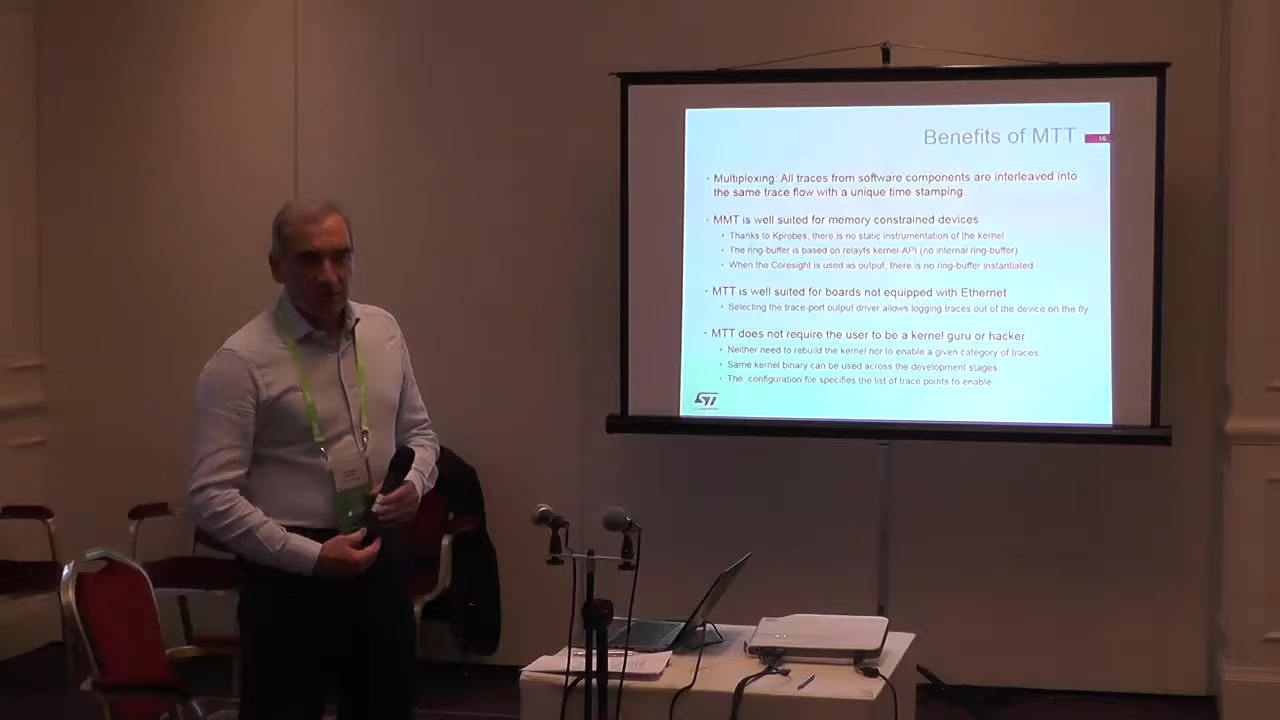 Benefits of MTT
16
Multiplexing: All traces from software components are interleaved into
the same trace flow with a unique time stamping.
MMT is well suited for memory constrained devices
Thanks to Kprobes, there is no static instrumentation of the kernel
The ring-buffer is based on relayfs kernel-API (no internal ring-buffer)
When the Coresight is used as output, there is no ring-buffer instantiated
MTT is well suited for boards not equipped with Ethernet
Selecting the trace-port output driver allows logging traces out of the device on the fly
MTT does not require the user to be a kernel guru or hacker
Neither need to rebuild the kernel nor to enable a given category of traces
Same kernel binary can be used across the development stages
The configuration file specifies the list of trace points to enable
ST